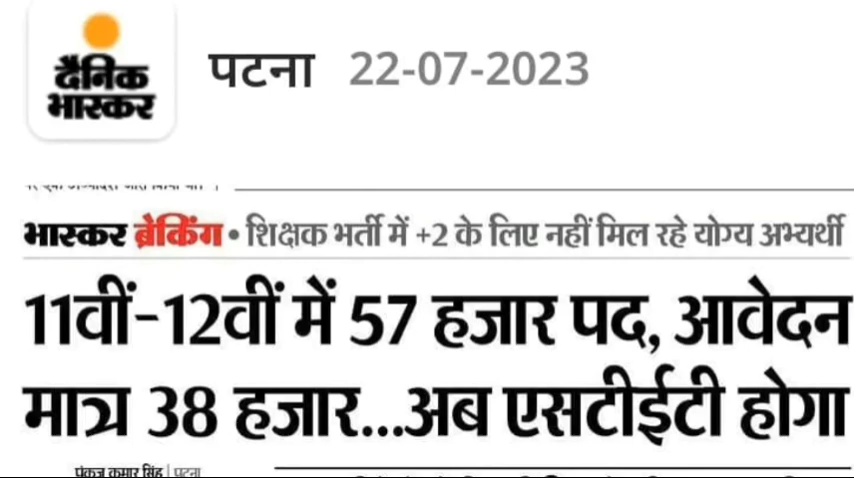 दैनिक
भास्कर
पटना 22-07-2023
भास्कर ब्रेकिंग • शिक्षक भर्ती में +2 के लिए नहीं मिल रहे योग्य अभ्यर्थी
11वीं-12वीं में 57 हजार पद, आवेदन
मात्र 38 हजार...अब एसटीईटी होगा
पंकज कुमार सिंह | पटना